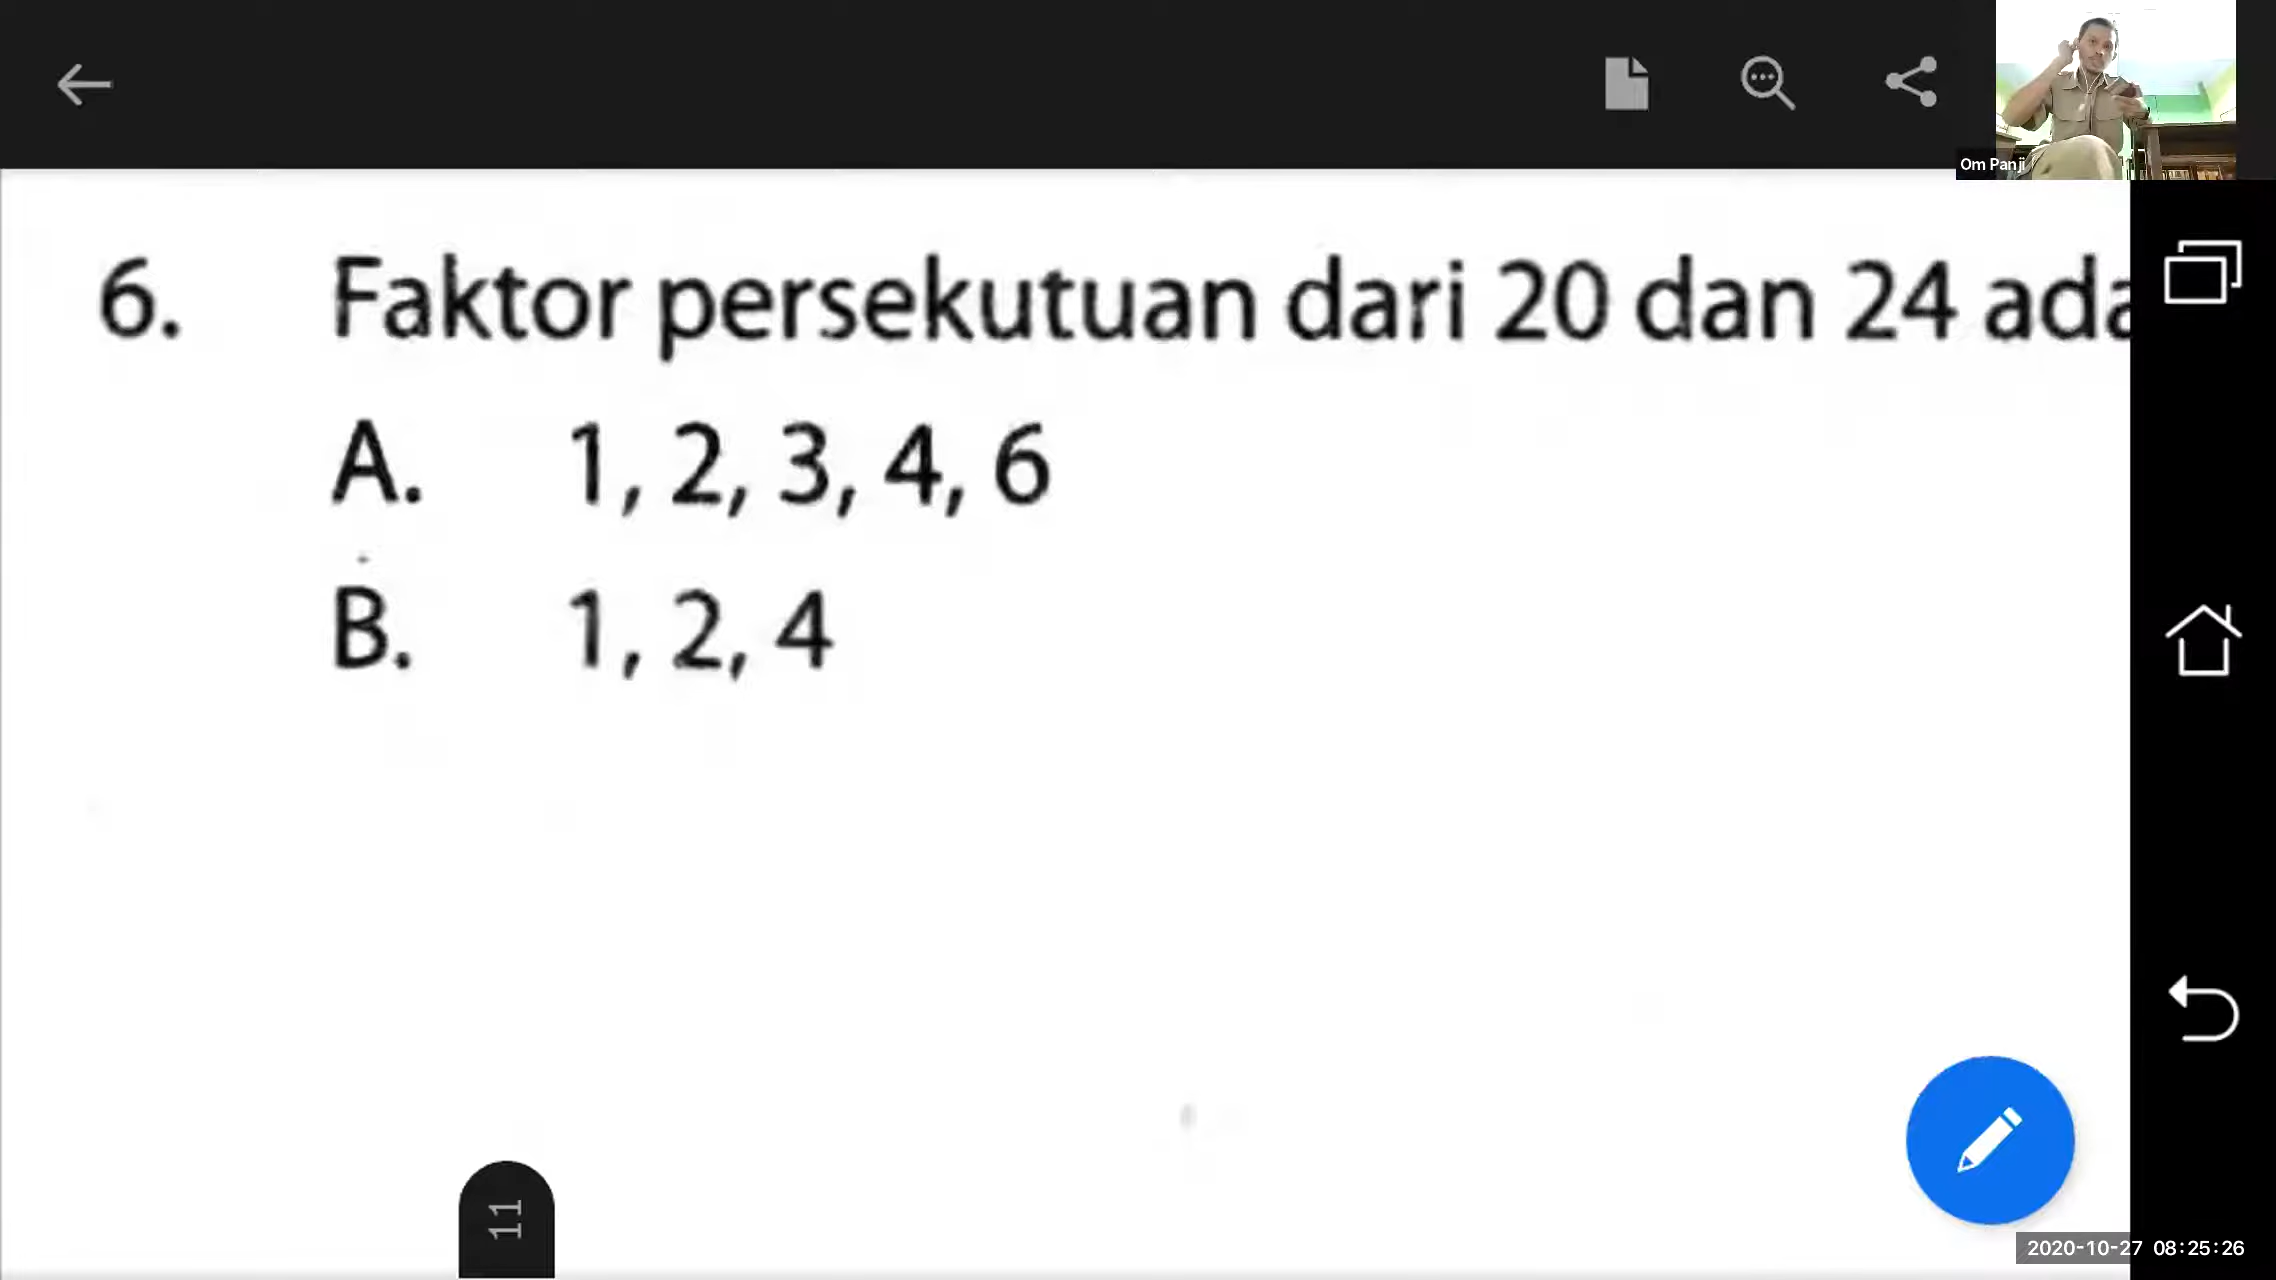 Om Panji
6. Faktor persekutuan dari 20 dan 24 ada
A. 1, 2, 3, 4, 6
B. 1, 2, 4
11
2020-10-27 08:25:26